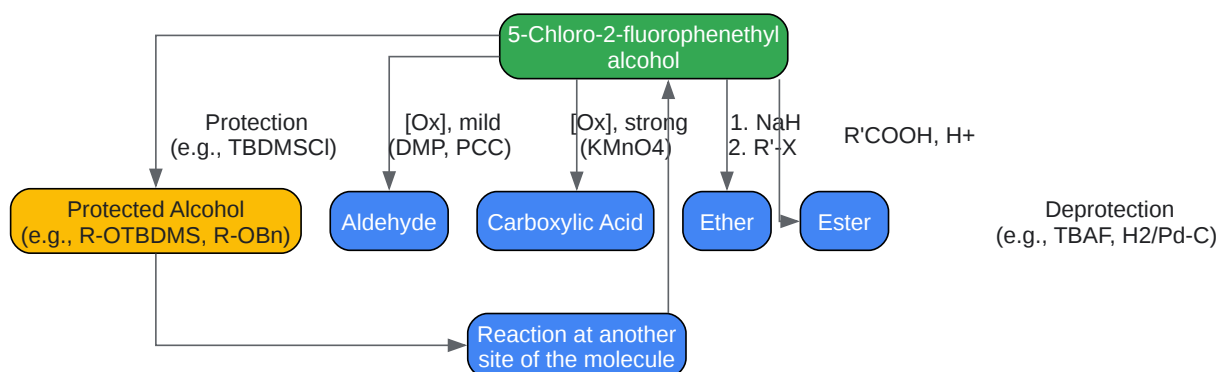 5-Chloro-2-fluorophenethyl
alcohol
Protection
(e.g., TBDMSCl)
[Ox], mild
(DMP, PCC)
[Ox], strong
(KMnO4)
1. NaH
2. R'-X
R'COOH, H+
Protected Alcohol
(e.g., R-OTBDMS, R-OBn)
Aldehyde
Carboxylic Acid
Ether
Ester
Deprotection
(e.g., TBAF, H2/Pd-C)
Reaction at another
site of the molecule